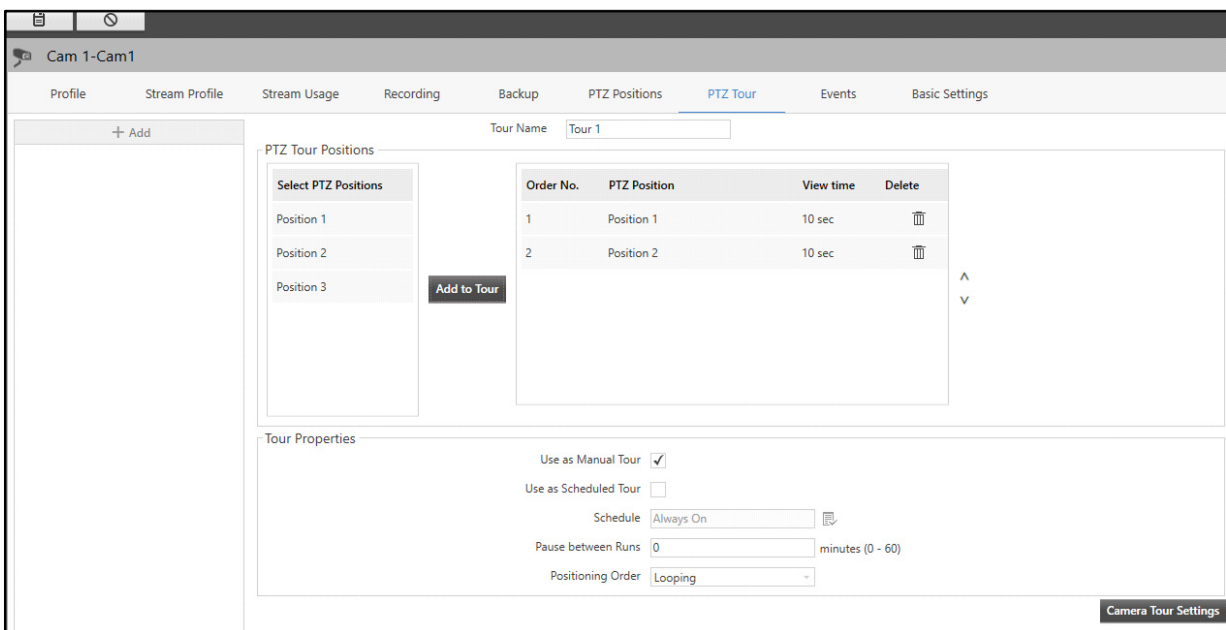 Cam 1-Cam1
Profile Stream Profile Stream Usage Recording Backup PTZ Positions PTZ Tour Events Basic Settings
+ Add
Tour Name Tour 1
PTZ Tour Positions
Select PTZ Positions
Position 1
Position 2
Position 3
Add to Tour
Order No. PTZ Position View time Delete
1 Position 1 10 sec
2 Position 2 10 sec
Tour Properties
Use as Manual Tour
Use as Scheduled Tour
Schedule Always On
Pause between Runs 0 minutes (0 - 60)
Positioning Order Looping
Camera Tour Settings